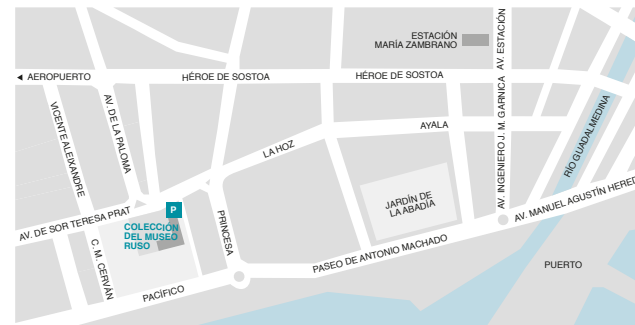 ESTACIÓN
MARÍA ZAMBRANO
AV. ESTACIÓN
◄ AEROPUERTO
HÉROE DE SOSTOA
HÉROE DE SOSTOA
VICENTE ALEIXANDRE
AV. DE LA PALOMA
AV. INGENIERO J. M. GARNICA
RÍO GUADALMEDINA
AYALA
LA HOZ
JARDÍN DE
LA ABADÍA
P
AV. DE SOR TERESA PRAT
COLECCIÓN
DEL MUSEO
RUSO
PRINCESA
AV. MANUEL AGUSTÍN HERED
C. M. CERVÁN
PASEO DE ANTONIO MACHADO
PUERTO
PACÍFICO